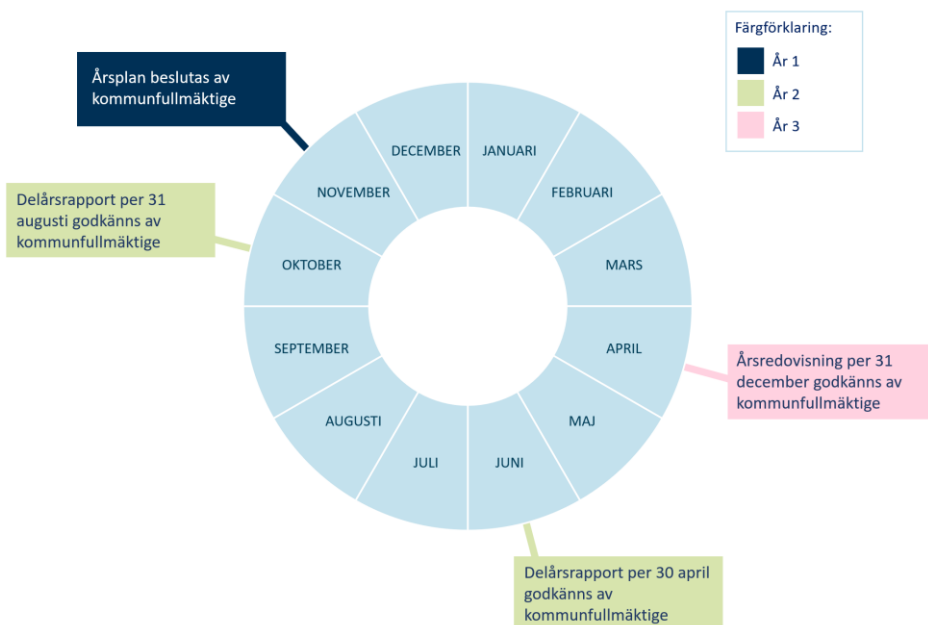 Färgförklaring:
År 1
År 2
År 3
Årsplan beslutas av
kommunfullmäktige
Delårsrapport per 31
augusti godkänns av
kommunfullmäktige
DECEMBER
JANUARI
NOVEMBER
FEBRUARI
OKTOBER
MARS
SEPTEMBER
APRIL
AUGUSTI
MAJ
JULI
JUNI
Årsredovisning per 31
december godkänns av
kommunfullmäktige
Delårsrapport per 30 april
godkänns av
kommunfullmäktige